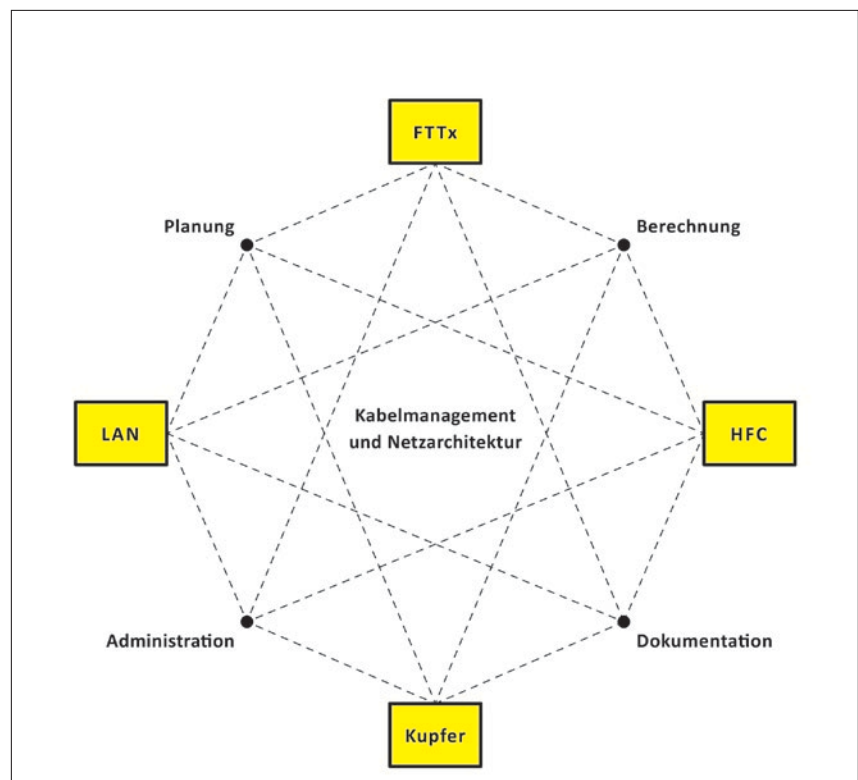 FTTx
Planung
Berechnung
Kabelmanagement
und Netzarchitektur
LAN
HFC
Administration
Dokumentation
Kupfer